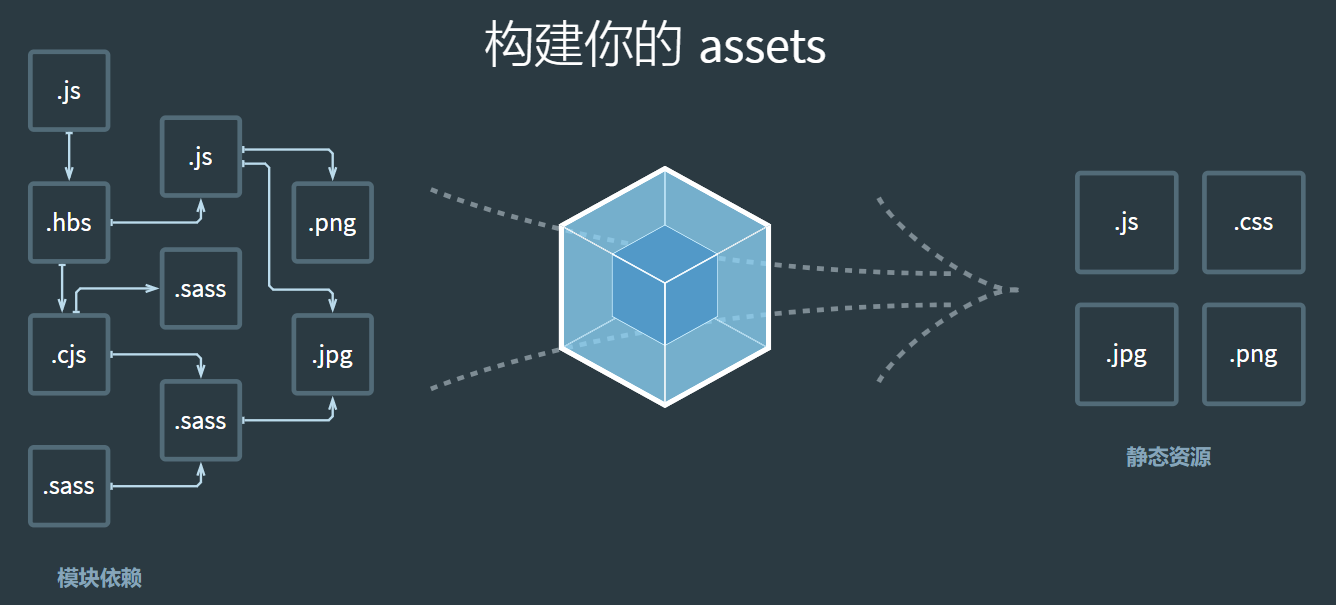 构建你的 assets
.js
.js
.hbs
.png
.sass
.cjs
.jpg
.sass
.sass
模块依赖
.js
.css
.jpg
.png
静态资源